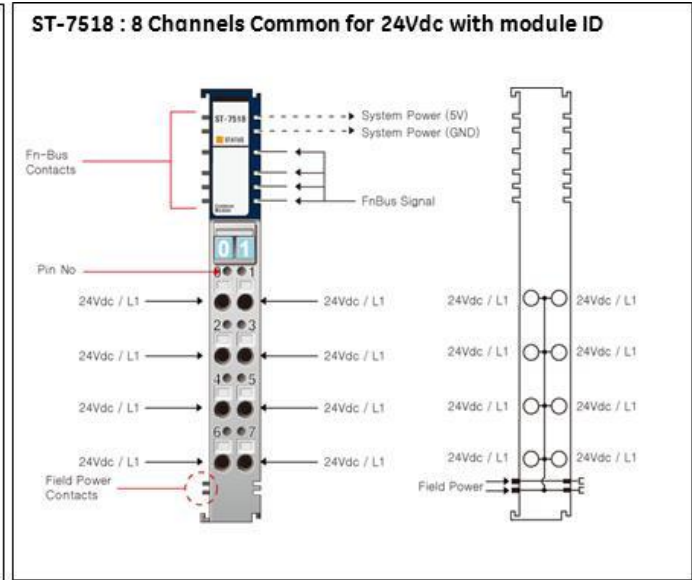 ST-7518 : 8 Channels Common for 24Vdc with module ID
ST-7518
STATUS
System Power (5V)
System Power (GND)
Fn-Bus
Contacts
FnBus Signal
Common
Module
0 1
Pin No
0 1
24Vdc / L1
24Vdc / L1
24Vdc / L1
24Vdc / L1
2 3
24Vdc / L1
24Vdc / L1
24Vdc / L1
24Vdc / L1
4 5
24Vdc / L1
24Vdc / L1
24Vdc / L1
24Vdc / L1
6 7
24Vdc / L1
24Vdc / L1
24Vdc / L1
24Vdc / L1
Field Power
Contacts
Field Power